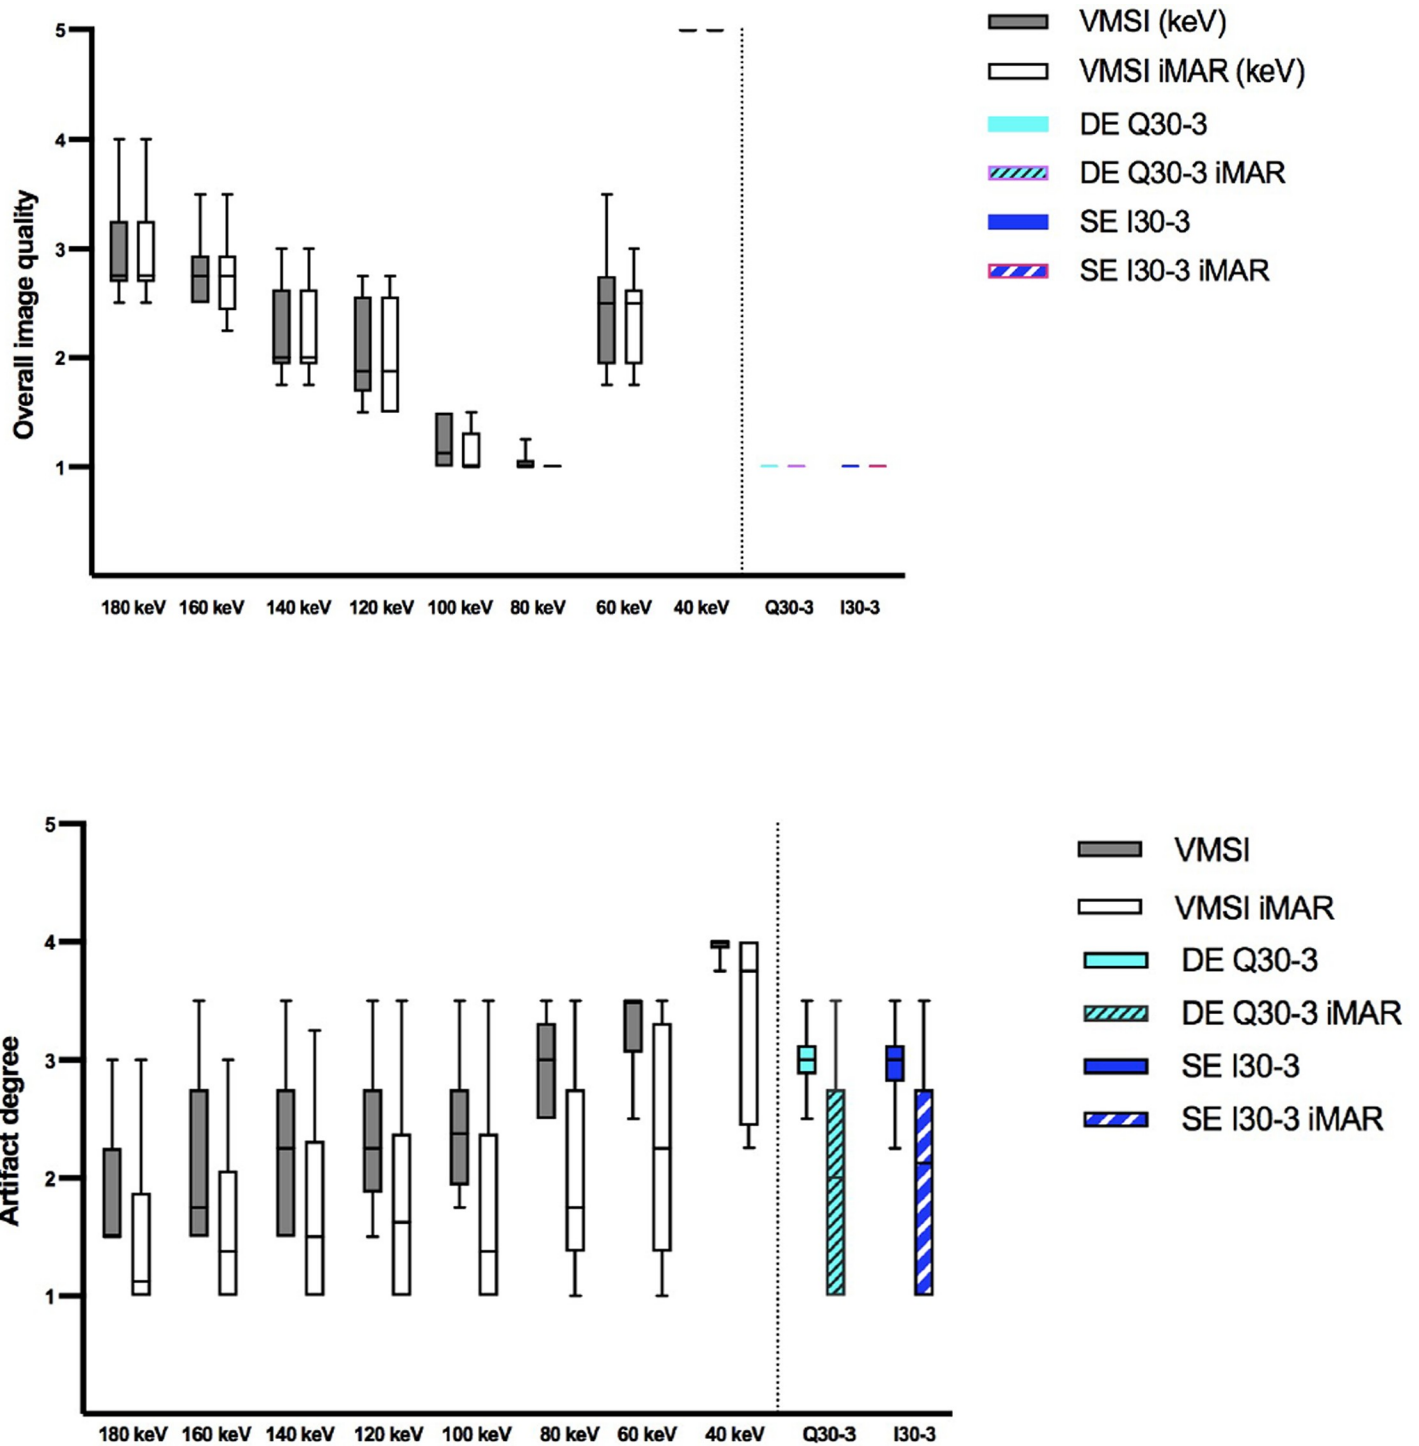 Overall image quality
5
4
3
2
1
180 keV 160 keV 140 keV 120 keV 100 keV 80 keV 60 keV 40 keV Q30-3 I30-3
VMSI (keV)
VMSI iMAR (keV)
DE Q30-3
DE Q30-3 iMAR
SE I30-3
SE I30-3 iMAR
Artifact degree
5
4
3
2
1
180 keV 160 keV 140 keV 120 keV 100 keV 80 keV 60 keV 40 keV Q30-3 I30-3
VMSI
VMSI iMAR
DE Q30-3
DE Q30-3 iMAR
SE I30-3
SE I30-3 iMAR